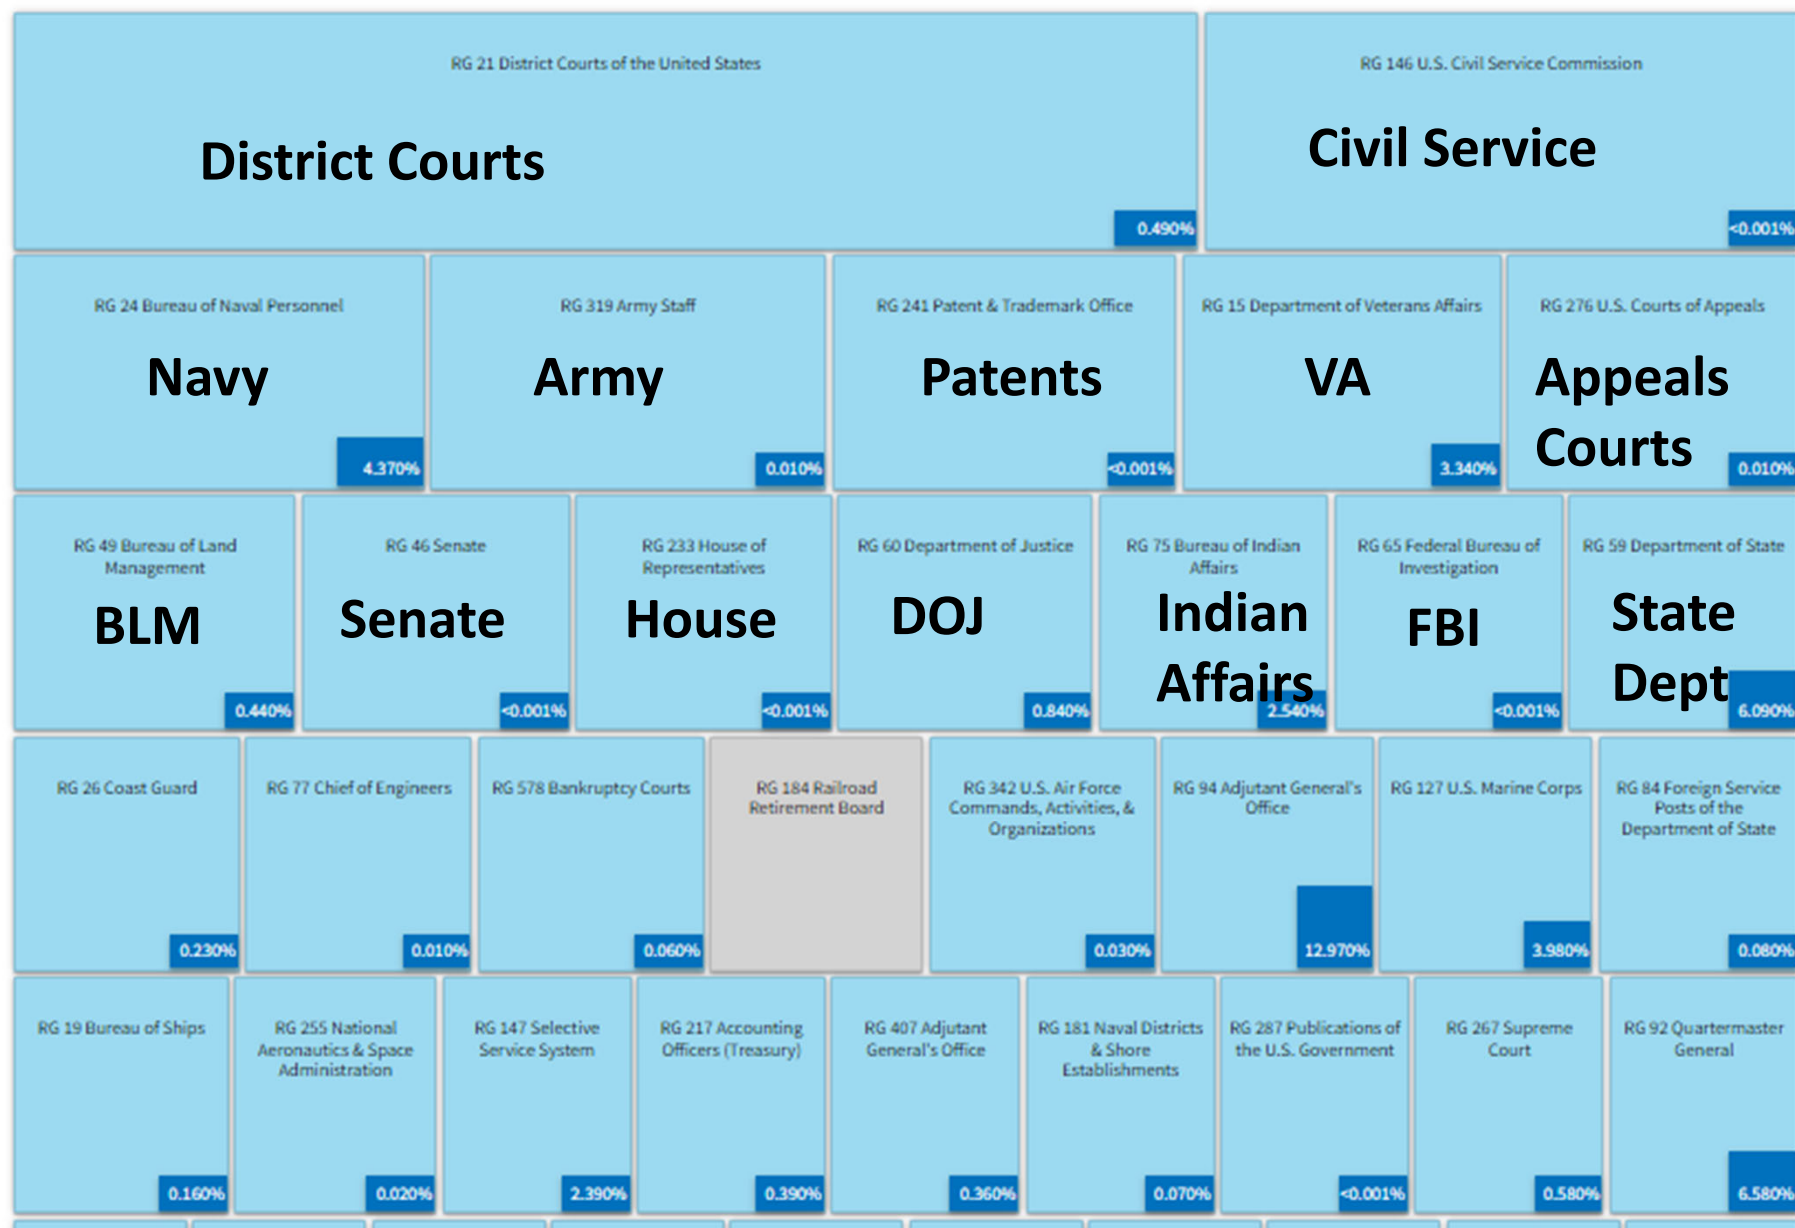 RG 21 District Courts of the United States
District Courts
0.490%
RG 146 U.S. Civil Service Commission
Civil Service
<0.001%
RG 24 Bureau of Naval Personnel
Navy
4.370%
RG 319 Army Staff
Army
0.010%
RG 241 Patent & Trademark Office
Patents
<0.001%
RG 15 Department of Veterans Affairs
VA
3.340%
RG 276 U.S. Courts of Appeals
Appeals
Courts
0.010%
RG 49 Bureau of Land
Management
BLM
0.440%
RG 46 Senate
Senate
<0.001%
RG 233 House of
Representatives
House
<0.001%
RG 60 Department of Justice
DOJ
0.840%
RG 75 Bureau of Indian
Affairs
Indian
Affairs
2.540%
RG 65 Federal Bureau of
Investigation
FBI
<0.001%
RG 59 Department of State
State
Dept
6.090%
RG 26 Coast Guard
0.230%
RG 77 Chief of Engineers
0.010%
RG 578 Bankruptcy Courts
0.060%
RG 184 Railroad
Retirement Board
RG 342 U.S. Air Force
Commands, Activities, &
Organizations
0.030%
RG 94 Adjutant General's
Office
12.970%
RG 127 U.S. Marine Corps
3.980%
RG 84 Foreign Service
Posts of the
Department of State
0.080%
RG 19 Bureau of Ships
0.160%
RG 255 National
Aeronautics & Space
Administration
0.020%
RG 147 Selective
Service System
2.390%
RG 217 Accounting
Officers (Treasury)
0.390%
RG 407 Adjutant
General's Office
0.360%
RG 181 Naval Districts
& Shore
Establishments
0.070%
RG 287 Publications of
the U.S. Government
<0.001%
RG 267 Supreme
Court
0.580%
RG 92 Quartermaster
General
6.580%